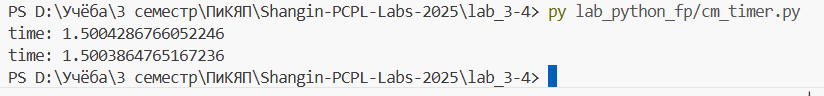 PS D:\Учёба\3 семестр\ПиКЯП\Shangin-PCPL-Labs-2025\lab_3-4> py lab_python_fp/cm_timer.py
time: 1.5004286766052246
time: 1.5003864765167236
PS D:\Учёба\3 семестр\ПиКЯП\Shangin-PCPL-Labs-2025\lab_3-4>